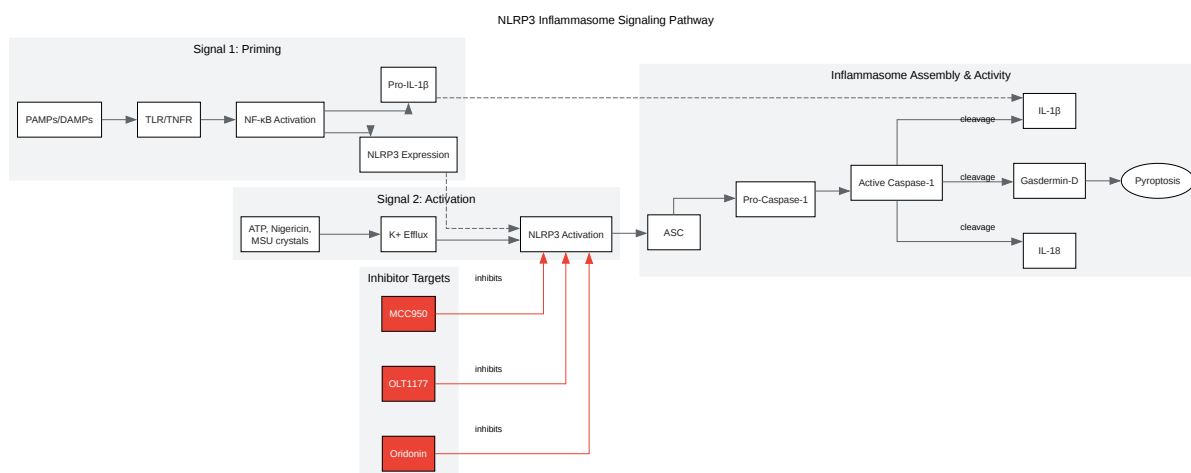 NLRP3 Inflammasome Signaling Pathway
Signal 1: Priming
Pro-IL-1β
PAMPs/DAMPs
TLR/TNFR
NF-κB Activation
NLRP3 Expression
Signal 2: Activation
ATP, Nigericin,
MSU crystals
K+ Efflux
NLRP3 Activation
Inhibitor Targets
MCC950
inhibits
OLT1177
inhibits
Oridonin
inhibits
Inflammasome Assembly & Activity
ASC
Pro-Caspase-1
Active Caspase-1
cleavage
IL-1β
cleavage
Gasdermin-D
Pyroptosis
cleavage
IL-18